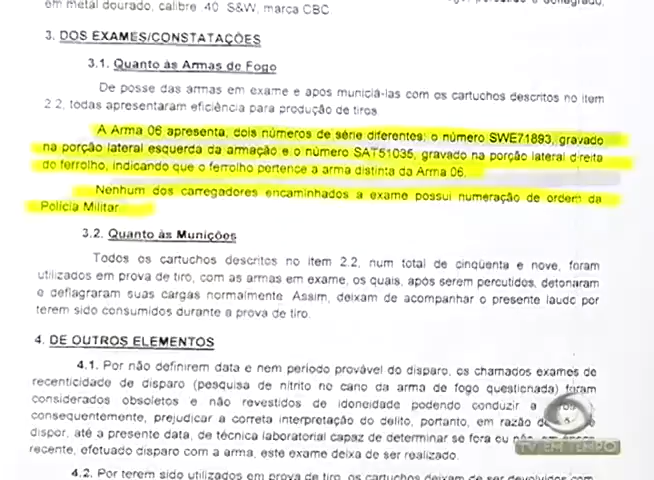 em metal dourado, calibre .40 S&W, marca CBC.
3. DOS EXAMES/CONSTATAÇÕES
3.1. Quanto às Armas de Fogo
De posse das armas em exame e após municiá-las com os cartuchos descritos no item
2.2, todas apresentaram eficiência para produção de tiros.
A Arma 06 apresenta, dois números de série diferentes; o número SWE71893, gravado
na porção lateral esquerda da armação e o número SAT51035, gravado na porção lateral direita
do ferrolho, indicando que o ferrolho pertence a arma distinta da Arma 06.
Nenhum dos carregadores encaminhados a exame possui numeração de ordem da
Polícia Militar
3.2. Quanto às Munições
Todos os cartuchos descritos no item 2.2, num total de cinqüenta e nove, foram
utilizados em prova de tiro, com as armas em exame, os quais, após serem percutidos, detonaram
e deflagraram suas cargas normalmente. Assim, deixam de acompanhar o presente laudo por
terem sido consumidos durante a prova de tiro.
4. DE OUTROS ELEMENTOS
4.1. Por não definirem data e nem período provável do disparo, os chamados exames de
recenticidade de disparo (pesquisa de nitrito no cano da arma de fogo questionada) foram
considerados obsoletos e não revestidos de idoneidade podendo conduzir a
consequentemente, prejudicar a correta interpretação do delito, portanto, em razão
dispor, até a presente data, de técnica laboratorial capaz de determinar se fora ou
recente, efetuado disparo com a arma, este exame deixa de ser realizado.
4.2. Por terem sido utilizados em prova de tiro, os cartuchos deixam de ser devolvidos com
TV EM TEMPO